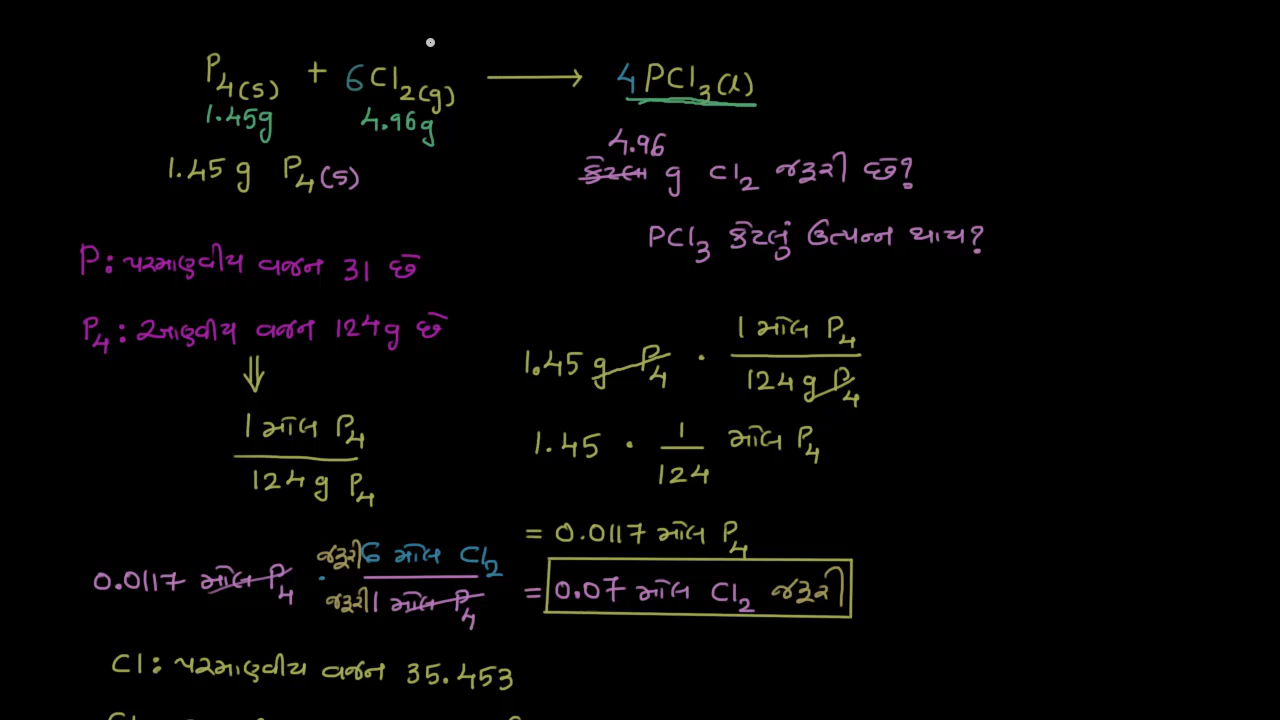 P4(s) + 6Cl2(g) → 4PCl3(l)
1.45g 4.96g
1.45 g P4(s)
4.96
કેટલા g Cl2 જરૂરી છે?
PCl3 કેટલું ઉત્પન્ન થાય?
P: પરમાણ્વીય વજન 31 છે
P4: આણ્વીય વજન 124g છે
⇓
1 મોલ P4
124 g P4
1.45 g P4 · 1 મોલ P4
124 g P4
1.45 · 1/124 મોલ P4
= 0.0117 મોલ P4
0.0117 મોલ P4 · જરૂરી 6 મોલ Cl2
જરૂરી 1 મોલ P4
= 0.07 મોલ Cl2 જરૂરી
Cl: પરમાણ્વીય વજન 35.453